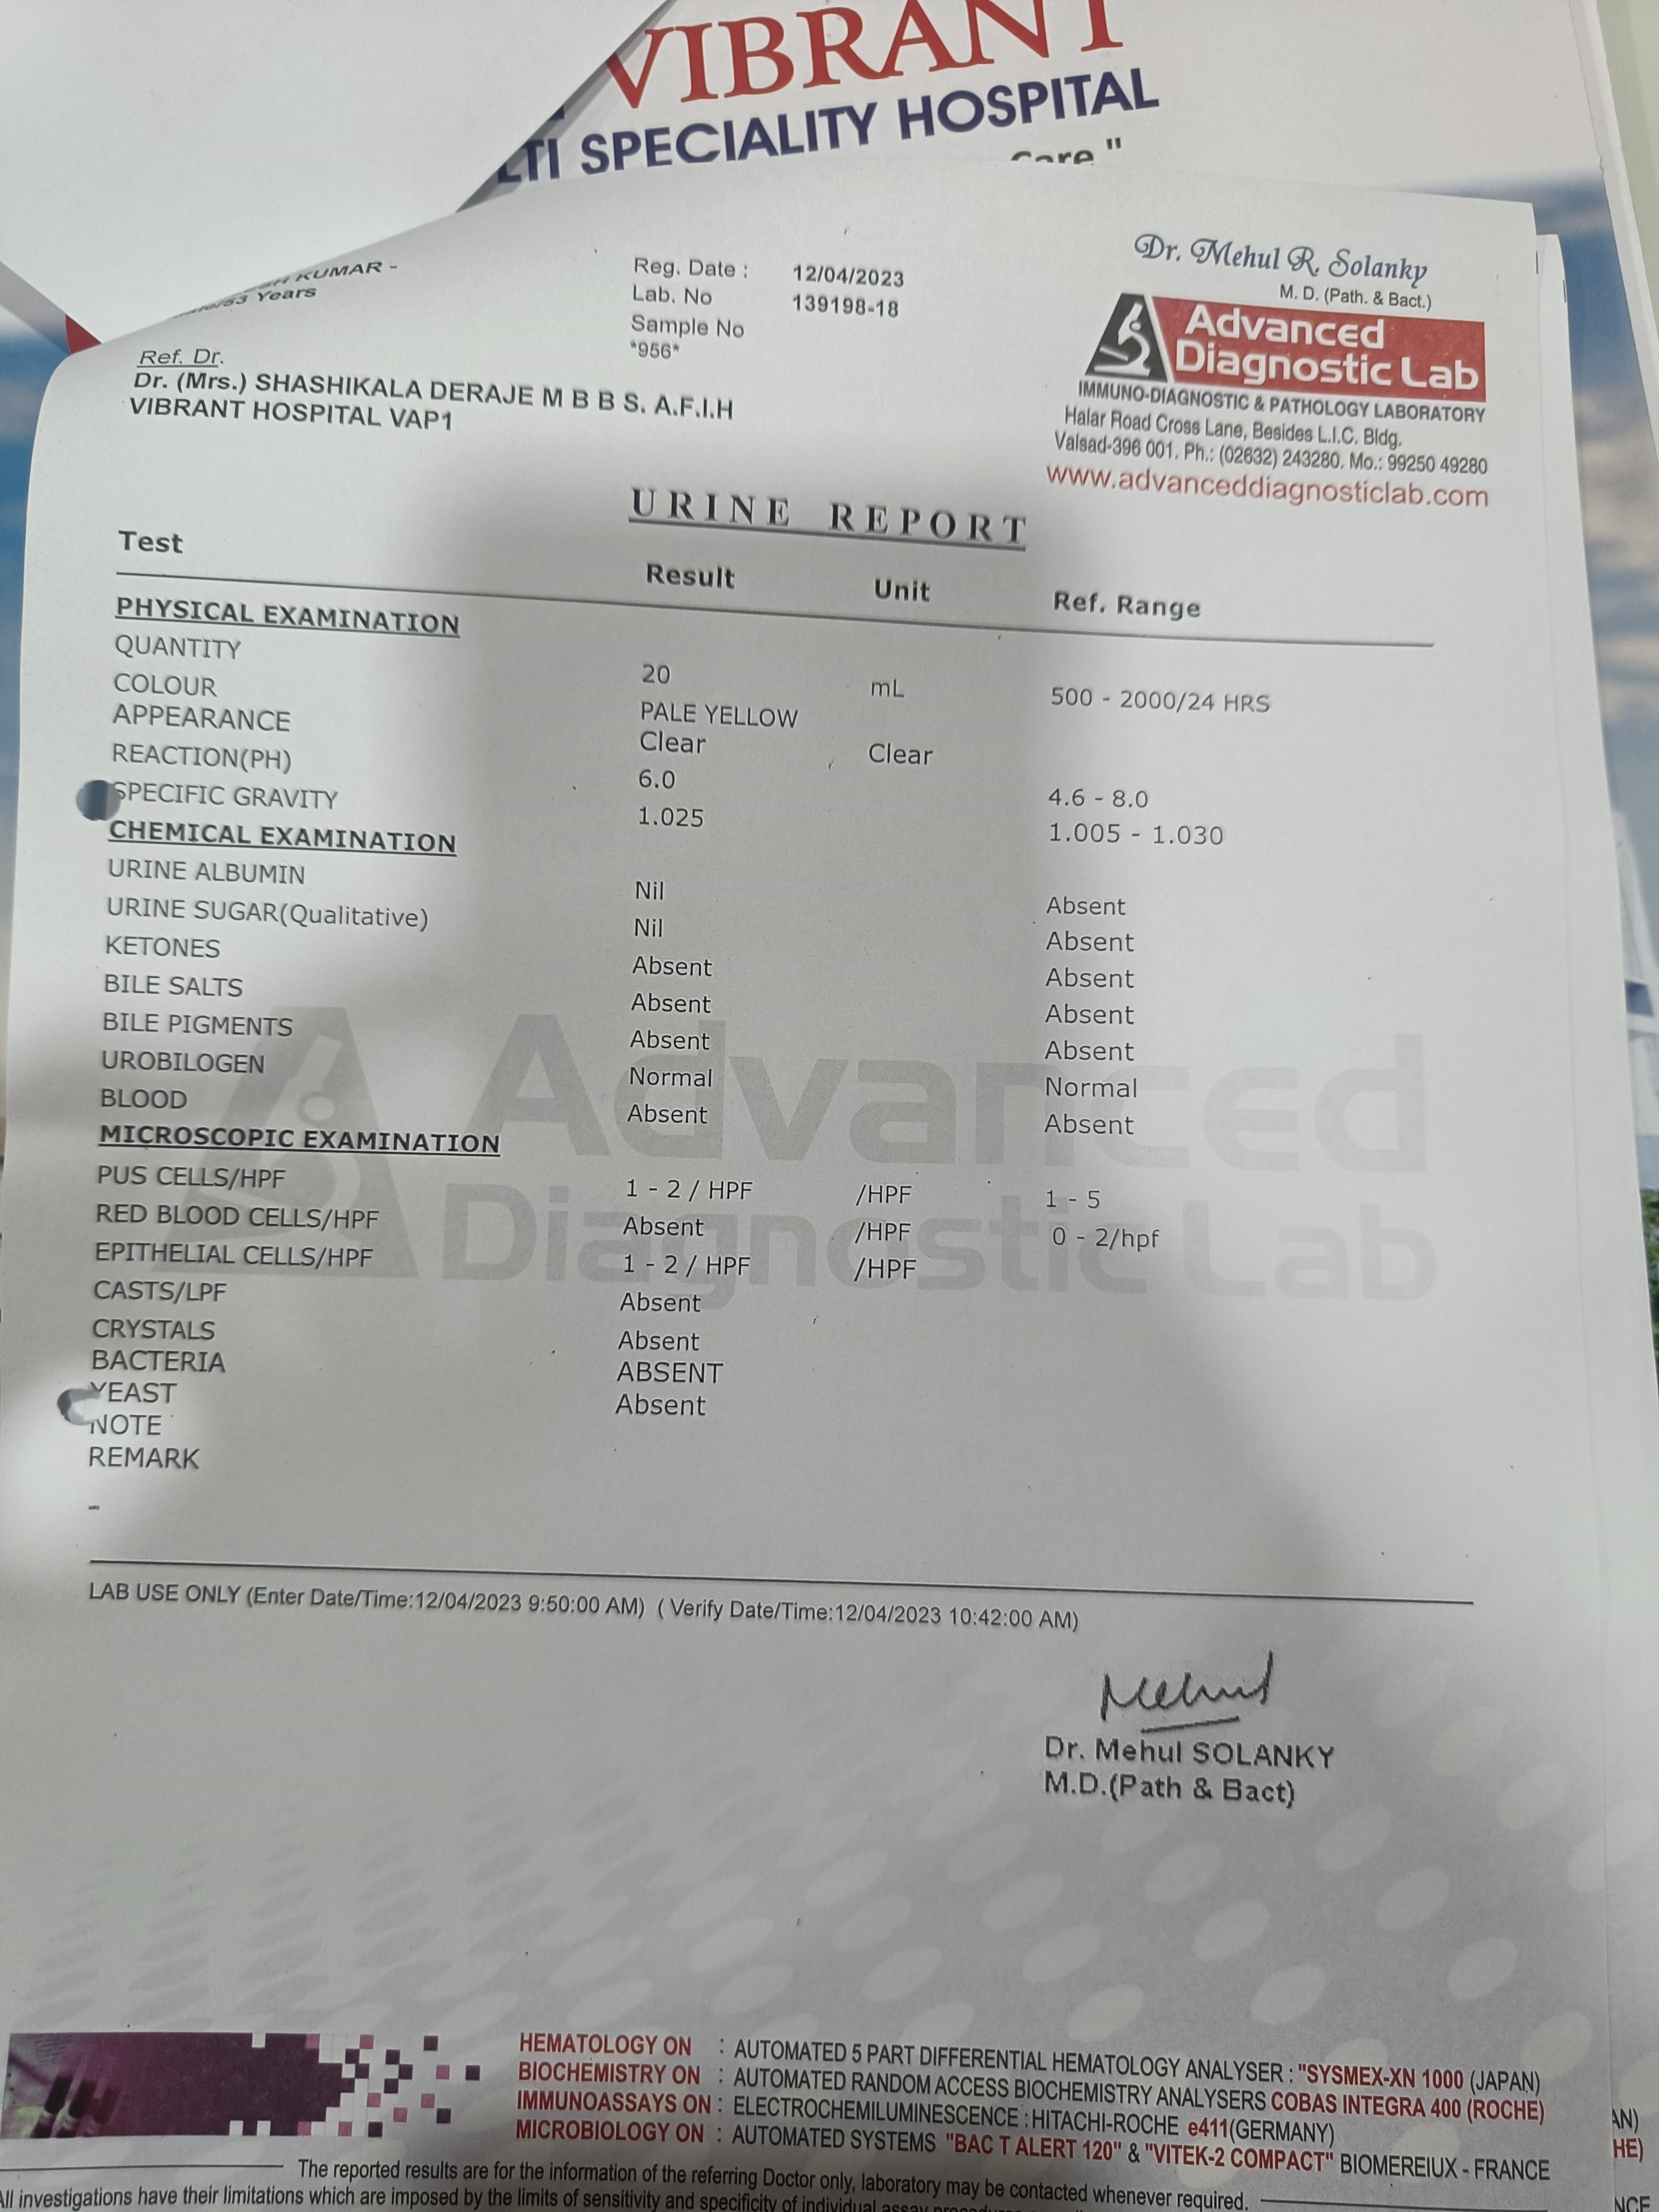 VIBRANT
LTI SPECIALITY HOSPITAL
Care "
KUMAR -
53 Years
Reg. Date : 12/04/2023
Lab. No 139198-18
Sample No
*956*
Ref. Dr.
Dr. (Mrs.) SHASHIKALA DERAJE M B B S. A.F.I.H
VIBRANT HOSPITAL VAP1
Dr. Mehul R. Solanky
M. D. (Path. & Bact.)
Advanced
Diagnostic Lab
IMMUNO-DIAGNOSTIC & PATHOLOGY LABORATORY
Halar Road Cross Lane, Besides L.I.C. Bldg.
Valsad-396 001. Ph.: (02632) 243280. Mo.: 99250 49280
www.advanceddiagnosticlab.com
URINE REPORT
Test Result Unit Ref. Range
PHYSICAL EXAMINATION
QUANTITY 20 mL 500 - 2000/24 HRS
COLOUR PALE YELLOW
APPEARANCE Clear Clear
REACTION(PH) 6.0 4.6 - 8.0
SPECIFIC GRAVITY 1.025 1.005 - 1.030
CHEMICAL EXAMINATION
URINE ALBUMIN Nil Absent
URINE SUGAR(Qualitative) Nil Absent
KETONES Absent Absent
BILE SALTS Absent Absent
BILE PIGMENTS Absent Absent
UROBILOGEN Normal Normal
BLOOD Absent Absent
MICROSCOPIC EXAMINATION
PUS CELLS/HPF 1 - 2 / HPF /HPF 1 - 5
RED BLOOD CELLS/HPF Absent /HPF 0 - 2/hpf
EPITHELIAL CELLS/HPF 1 - 2 / HPF /HPF
CASTS/LPF Absent
CRYSTALS Absent
BACTERIA ABSENT
YEAST Absent
NOTE
REMARK
-
Advanced
Diagnostic Lab
LAB USE ONLY (Enter Date/Time:12/04/2023 9:50:00 AM) ( Verify Date/Time:12/04/2023 10:42:00 AM)
Mehul
Dr. Mehul SOLANKY
M.D.(Path & Bact)
HEMATOLOGY ON : AUTOMATED 5 PART DIFFERENTIAL HEMATOLOGY ANALYSER : "SYSMEX-XN 1000 (JAPAN)
BIOCHEMISTRY ON : AUTOMATED RANDOM ACCESS BIOCHEMISTRY ANALYSERS COBAS INTEGRA 400 (ROCHE)
IMMUNOASSAYS ON : ELECTROCHEMILUMINESCENCE : HITACHI-ROCHE e411(GERMANY)
MICROBIOLOGY ON : AUTOMATED SYSTEMS "BAC T ALERT 120" & "VITEK-2 COMPACT" BIOMEREIUX - FRANCE
AN)
HE)
NCE
The reported results are for the information of the referring Doctor only, laboratory may be contacted whenever required.
All investigations have their limitations which are imposed by the limits of sensitivity and specificity of individual assay